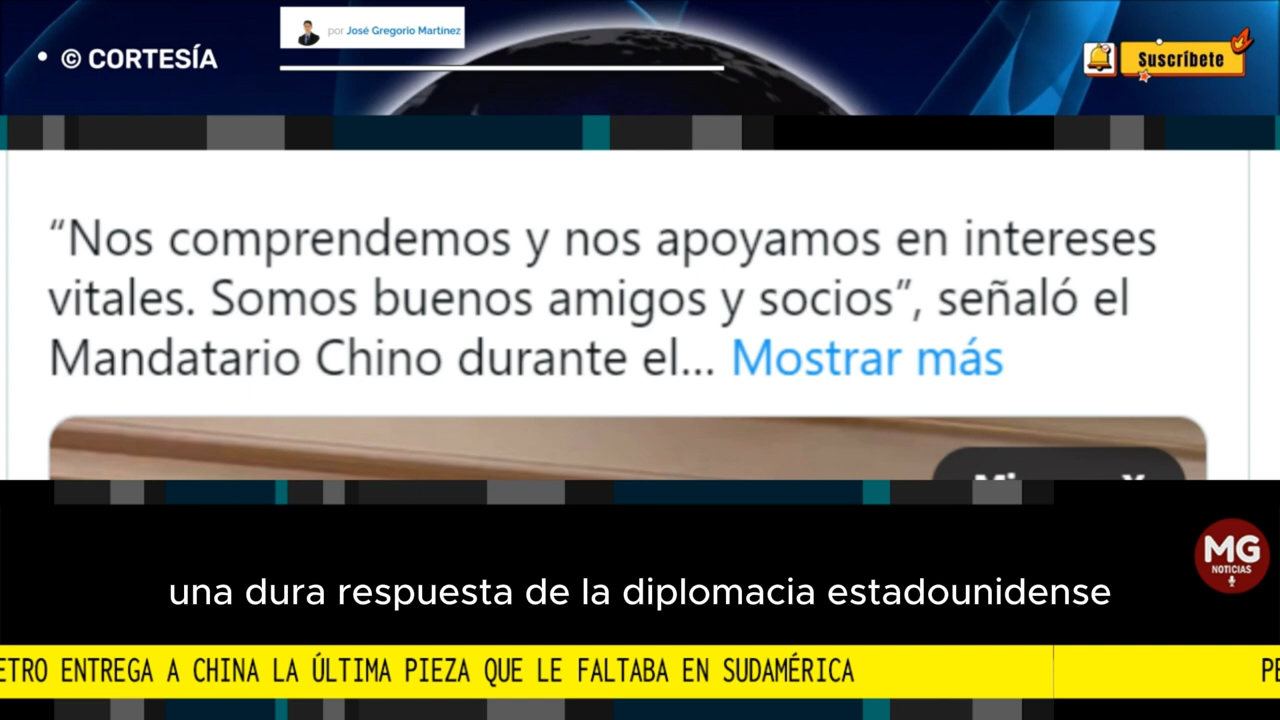 • © CORTESÍA
por José Gregorio Martínez
Suscríbete
“Nos comprendemos y nos apoyamos en intereses
vitales. Somos buenos amigos y socios”, señaló el
Mandatario Chino durante el... Mostrar más
MG
NOTICIAS
una dura respuesta de la diplomacia estadounidense
ETRO ENTREGA A CHINA LA ÚLTIMA PIEZA QUE LE FALTABA EN SUDAMÉRICA
PE